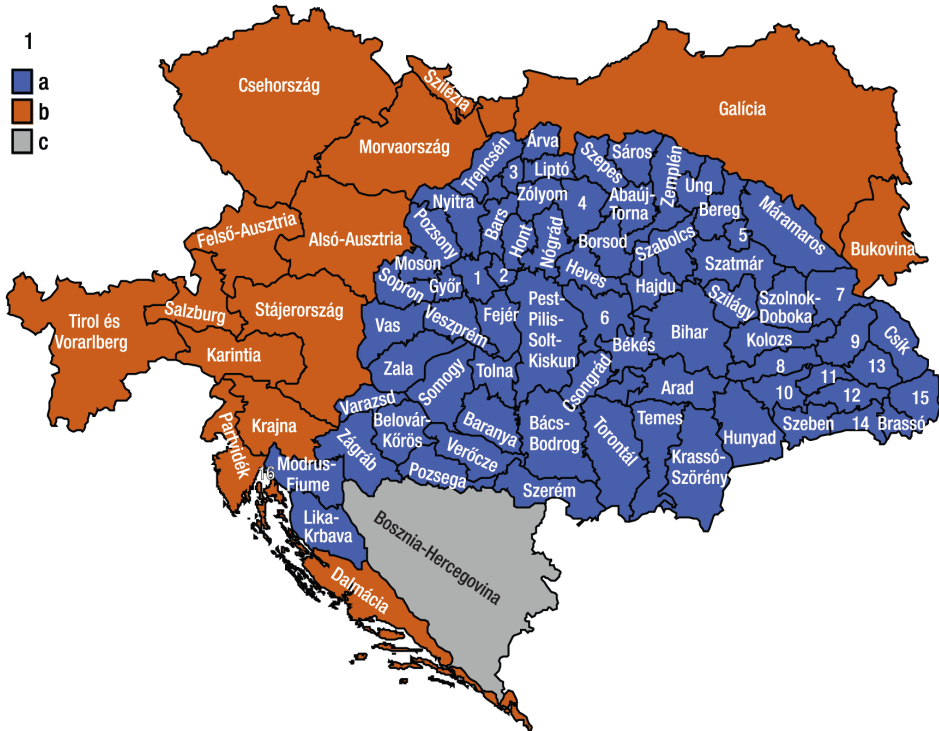 1
a
b
c
Csehország
Szilézia
Morvaország
Galícia
Bukovina
Felső-Ausztria
Alsó-Ausztria
Tirol és
Vorarlberg
Salzburg
Stájerország
Karintia
Krajna
Partvidék
Dalmácia
Bosznia-Hercegovina
Trencsén
Árva
3
Liptó
Szepes
Sáros
Zemplén
Ung
Bereg
Máramaros
Nyitra
Pozsony
Bars
Zólyom
Hont
Nógrád
4
Abaúj-
Torna
Borsod
Szabolcs
5
Szatmár
Moson
Sopron
Győr
1
2
Heves
Hajdu
Szilágy
Szolnok-
Doboka
7
Vas
Veszprém
Fejér
Pest-
Pilis-
Solt-
Kiskun
6
Békés
Bihar
Kolozs
8
9
Csík
Zala
Somogy
Tolna
Csongrád
Arad
10
11
12
13
15
Varazsd
Belovár-
Kőrös
Baranya
Bács-
Bodrog
Torontál
Temes
Hunyad
Szeben
14
Brassó
Zágráb
Verőcze
Pozsega
Szerém
Krassó-
Szörény
16
Modrus-
Fiume
Lika-
Krbava